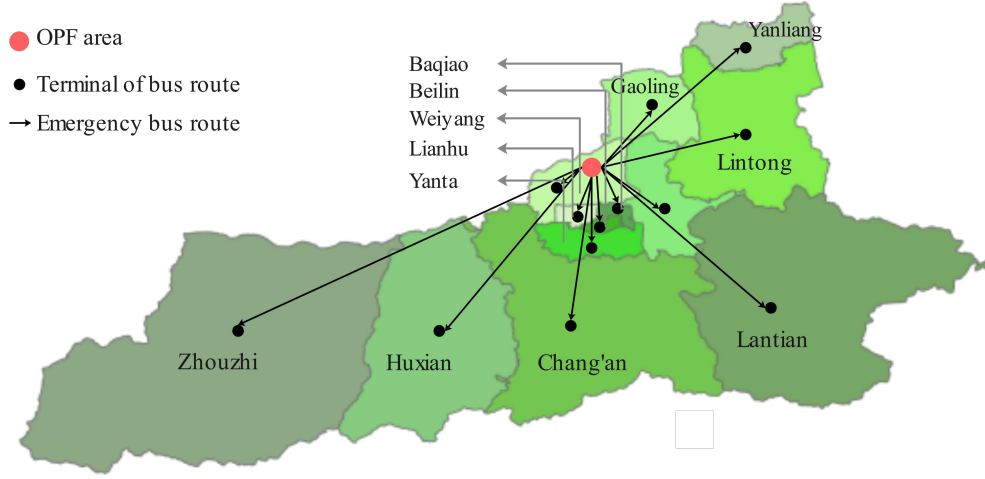 OPF area
Terminal of bus route
Emergency bus route
Baqiao
Beilin
Weiyang
Lianhu
Yanta
Yanliang
Gaoling
Lintong
Zhouzhi
Huxian
Chang'an
Lantian